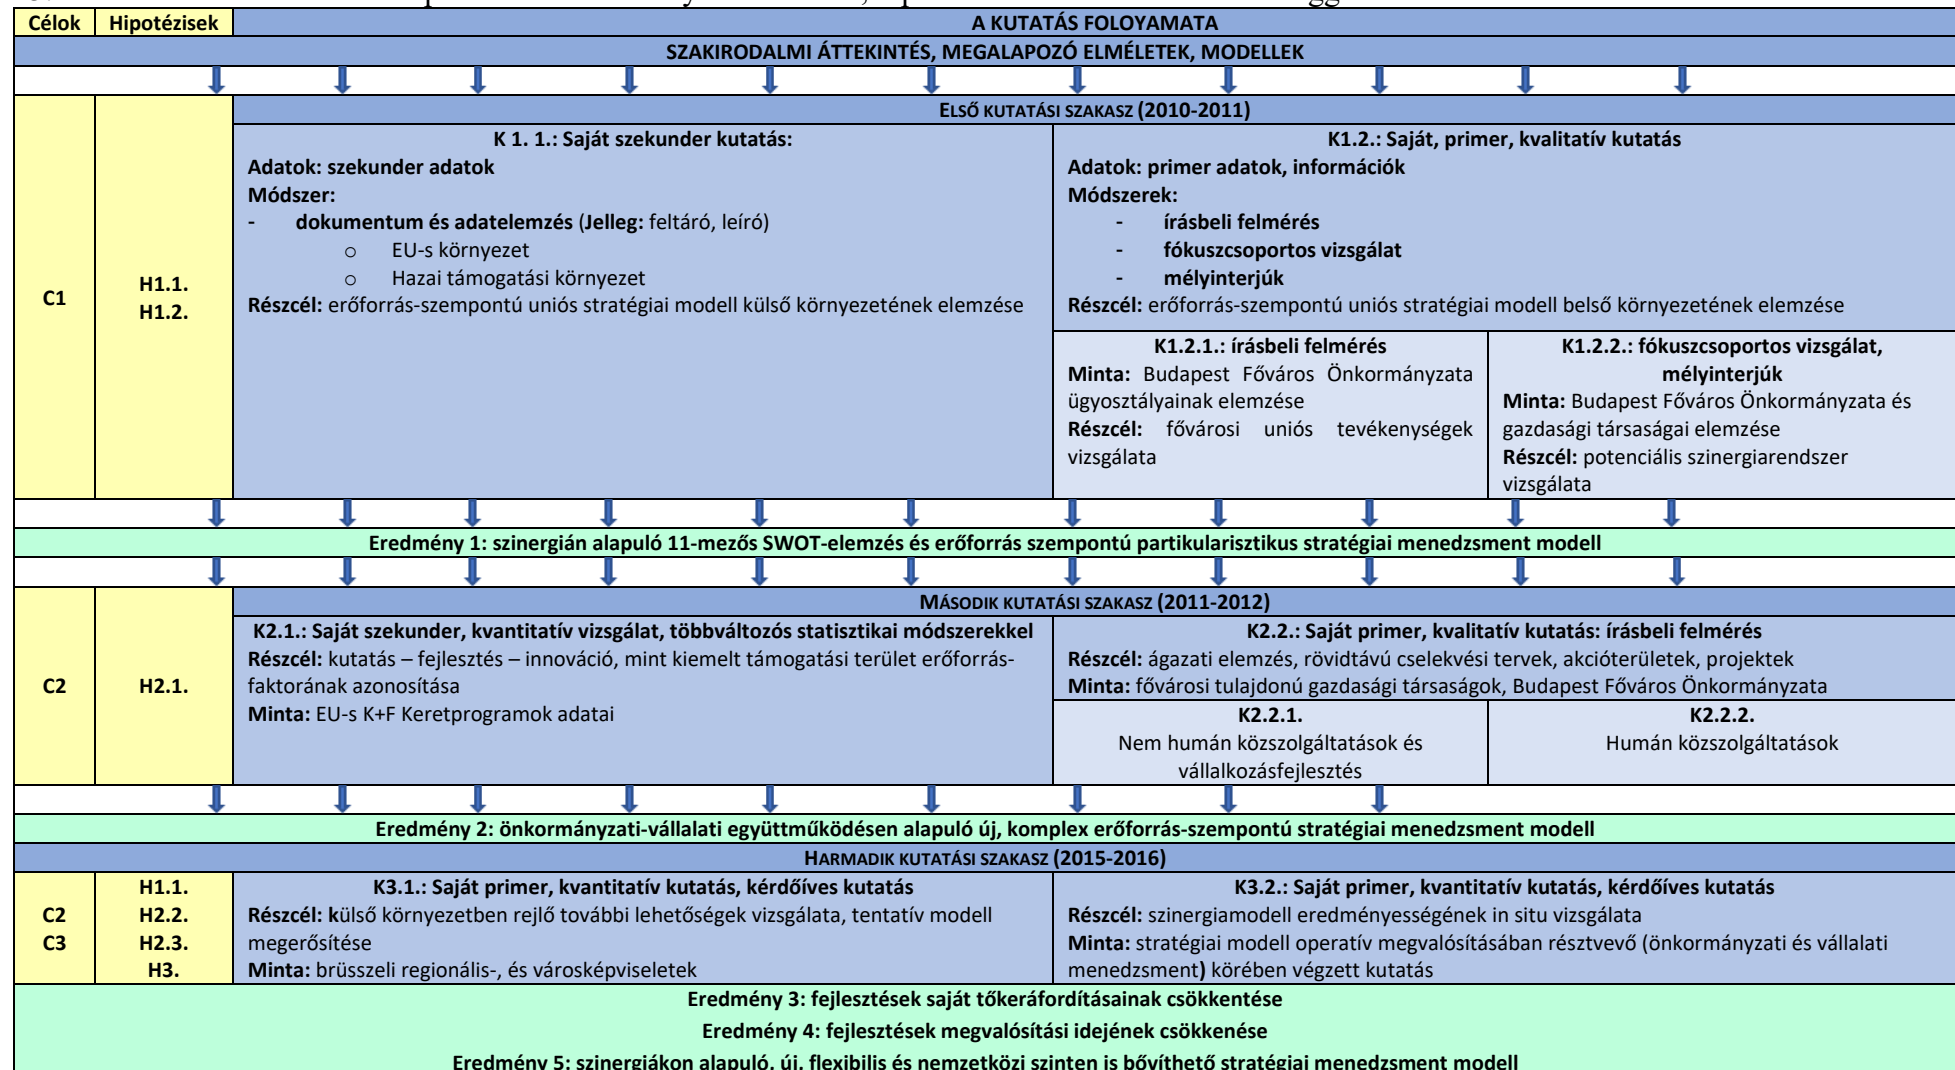 Célok Hipotézisek A KUTATÁS FOLOYAMATA
SZAKIRODALMI ÁTTEKINTÉS, MEGALAPOZÓ ELMÉLETEK, MODELLEK
C1
H1.1.
H1.2.
ELSŐ KUTATÁSI SZAKASZ (2010-2011)
K 1. 1.: Saját szekunder kutatás:
Adatok: szekunder adatok
Módszer:
- dokumentum és adatelemzés (Jelleg: feltáró, leíró)
o EU-s környezet
o Hazai támogatási környezet
Részcél: erőforrás-szempontú uniós stratégiai modell külső környezetének elemzése
K1.2.: Saját, primer, kvalitatív kutatás
Adatok: primer adatok, információk
Módszerek:
- írásbeli felmérés
- fókuszcsoportos vizsgálat
- mélyinterjúk
Részcél: erőforrás-szempontú uniós stratégiai modell belső környezetének elemzése
K1.2.1.: írásbeli felmérés
Minta: Budapest Főváros Önkormányzata
ügyosztályainak elemzése
Részcél: fővárosi uniós tevékenységek
vizsgálata
K1.2.2.: fókuszcsoportos vizsgálat,
mélyinterjúk
Minta: Budapest Főváros Önkormányzata és
gazdasági társaságai elemzése
Részcél: potenciális szinergiarendszer
vizsgálata
Eredmény 1: szinergián alapuló 11-mezős SWOT-elemzés és erőforrás szempontú partikularisztikus stratégiai menedzsment modell
C2
H2.1.
MÁSODIK KUTATÁSI SZAKASZ (2011-2012)
K2.1.: Saját szekunder, kvantitatív vizsgálat, többváltozós statisztikai módszerekkel
Részcél: kutatás – fejlesztés – innováció, mint kiemelt támogatási terület erőforrás-
faktorának azonosítása
Minta: EU-s K+F Keretprogramok adatai
K2.2.: Saját primer, kvalitatív kutatás: írásbeli felmérés
Részcél: ágazati elemzés, rövidtávú cselekvési tervek, akcióterületek, projektek
Minta: fővárosi tulajdonú gazdasági társaságok, Budapest Főváros Önkormányzata
K2.2.1.
Nem humán közszolgáltatások és
vállalkozásfejlesztés
K2.2.2.
Humán közszolgáltatások
Eredmény 2: önkormányzati-vállalati együttműködésen alapuló új, komplex erőforrás-szempontú stratégiai menedzsment modell
HARMADIK KUTATÁSI SZAKASZ (2015-2016)
C2
C3
H1.1.
H2.2.
H2.3.
H3.
K3.1.: Saját primer, kvantitatív kutatás, kérdőíves kutatás
Részcél: külső környezetben rejlő további lehetőségek vizsgálata, tentatív modell
megerősítése
Minta: brüsszeli regionális-, és városképviseletek
K3.2.: Saját primer, kvantitatív kutatás, kérdőíves kutatás
Részcél: szinergiamodell eredményességének in situ vizsgálata
Minta: stratégiai modell operatív megvalósításában résztvevő (önkormányzati és vállalati
menedzsment) körében végzett kutatás
Eredmény 3: fejlesztések saját tőkeráfordításainak csökkentése
Eredmény 4: fejlesztések megvalósítási idejének csökkenése
Eredmény 5: szinergiákon alapuló, új, flexibilis és nemzetközi szinten is bővíthető stratégiai menedzsment modell